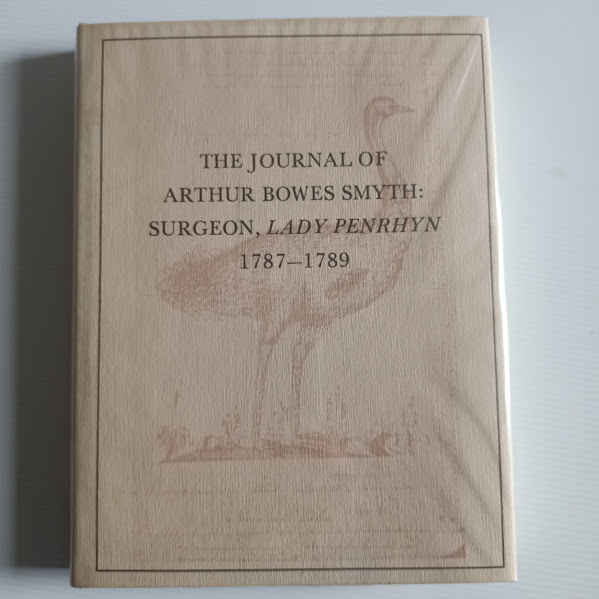 THE JOURNAL OF
ARTHUR BOWES SMYTH:
SURGEON, LADY PENRHYN
1787–1789